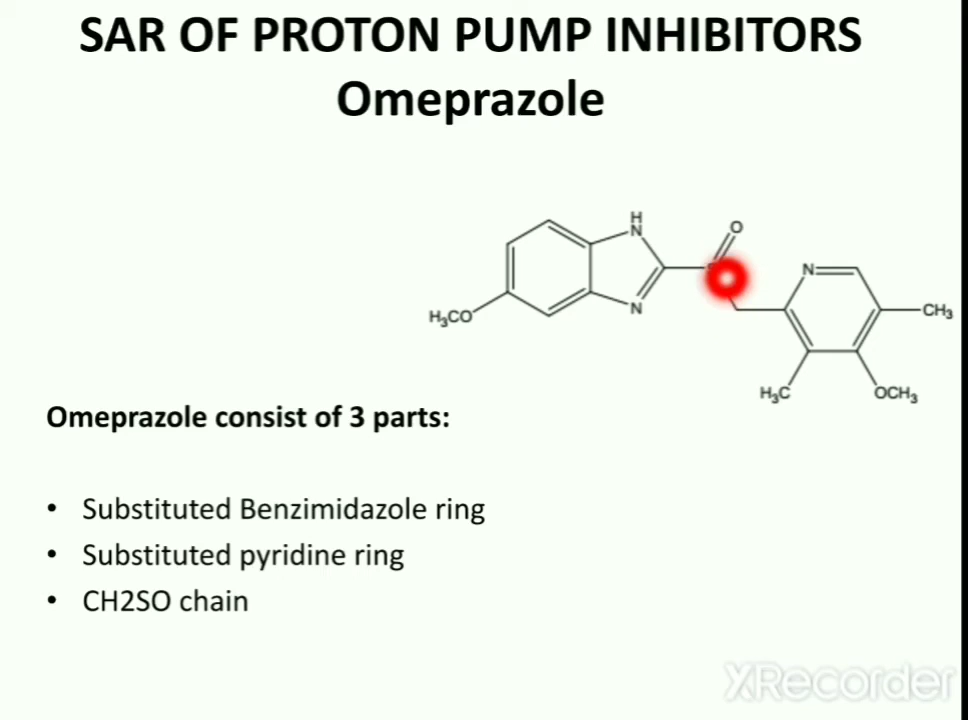 SAR OF PROTON PUMP INHIBITORS
Omeprazole
H
N
O
N
N
H3CO
CH3
H3C
OCH3
Omeprazole consist of 3 parts:
• Substituted Benzimidazole ring
• Substituted pyridine ring
• CH2SO chain
XRecorder